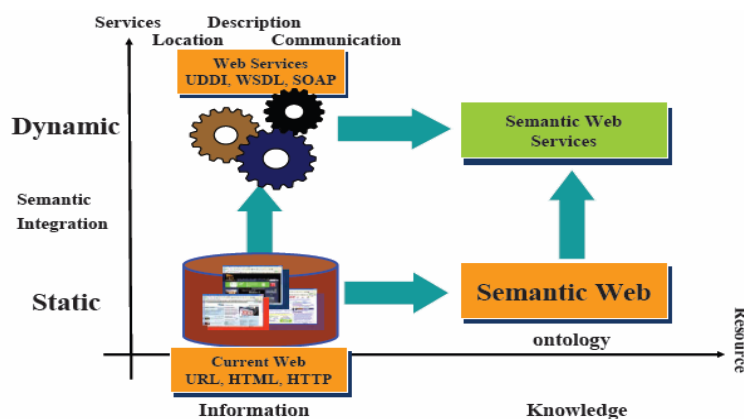 Services Description
Location Communication
Web Services
UDDI, WSDL, SOAP
Dynamic
Semantic Web
Services
Semantic
Integration
Static
Semantic Web
ontology
Resource
Current Web
URL, HTML, HTTP
Information Knowledge